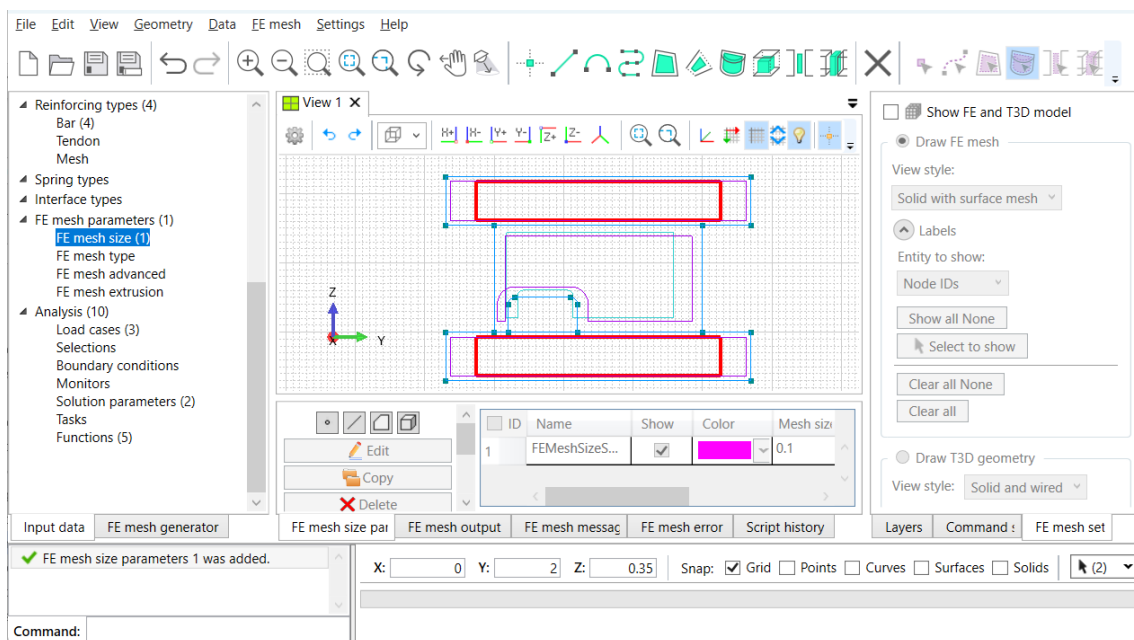 File Edit View Geometry Data FE mesh Settings Help
Reinforcing types (4)
Bar (4)
Tendon
Mesh
Spring types
Interface types
FE mesh parameters (1)
FE mesh size (1)
FE mesh type
FE mesh advanced
FE mesh extrusion
Analysis (10)
Load cases (3)
Selections
Boundary conditions
Monitors
Solution parameters (2)
Tasks
Functions (5)
Input data FE mesh generator
View 1
X+ X- Y+ Y- Z+ Z-
Z
X Y
Edit
Copy
Delete
ID Name Show Color Mesh siz
1 FEMeshSizeS... 0.1
FE mesh size par FE mesh output FE mesh messag FE mesh error Script history
Show FE and T3D model
Draw FE mesh
View style:
Solid with surface mesh
Labels
Entity to show:
Node IDs
Show all None
Select to show
Clear all None
Clear all
Draw T3D geometry
View style: Solid and wired
Layers Command : FE mesh set
FE mesh size parameters 1 was added.
Command:
X: 0 Y: 2 Z: 0.35 Snap: Grid Points Curves Surfaces Solids (2)